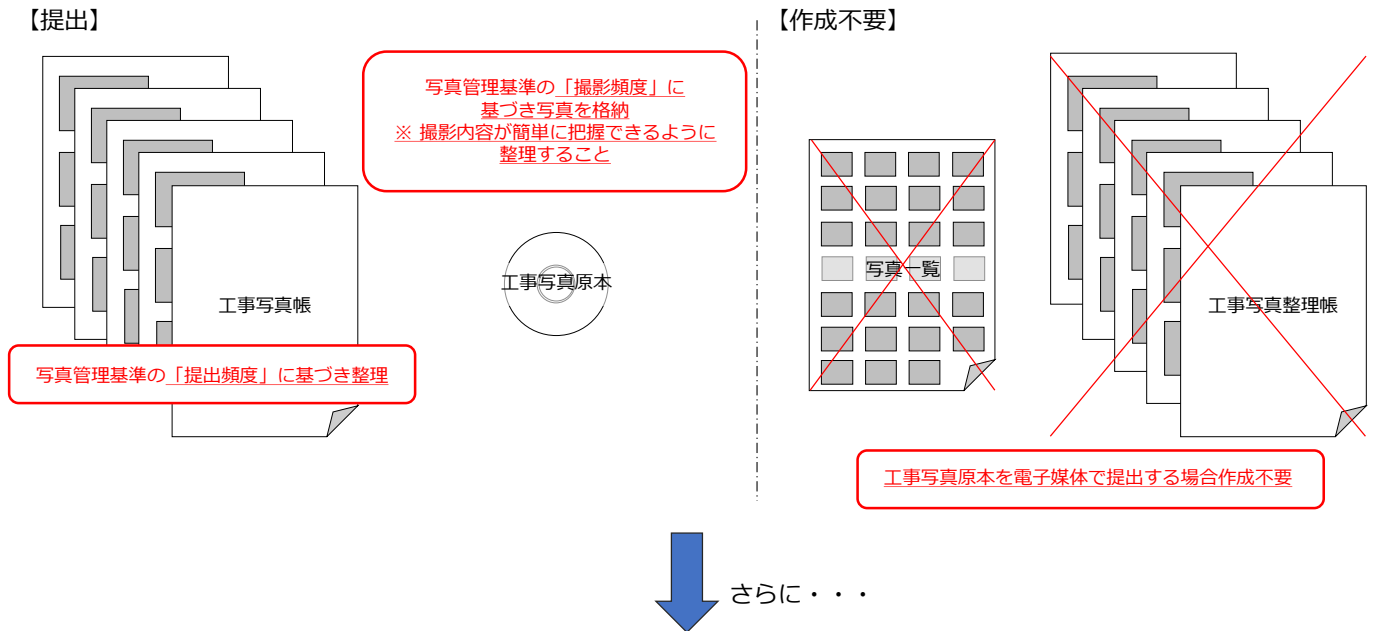 【提出】
写真管理基準の「撮影頻度」に
基づき写真を格納
※ 撮影内容が簡単に把握できるように
整理すること
工事写真原本
工事写真帳
写真管理基準の「提出頻度」に基づき整理
【作成不要】
写真一覧
工事写真整理帳
工事写真原本を電子媒体で提出する場合作成不要
さらに・・・